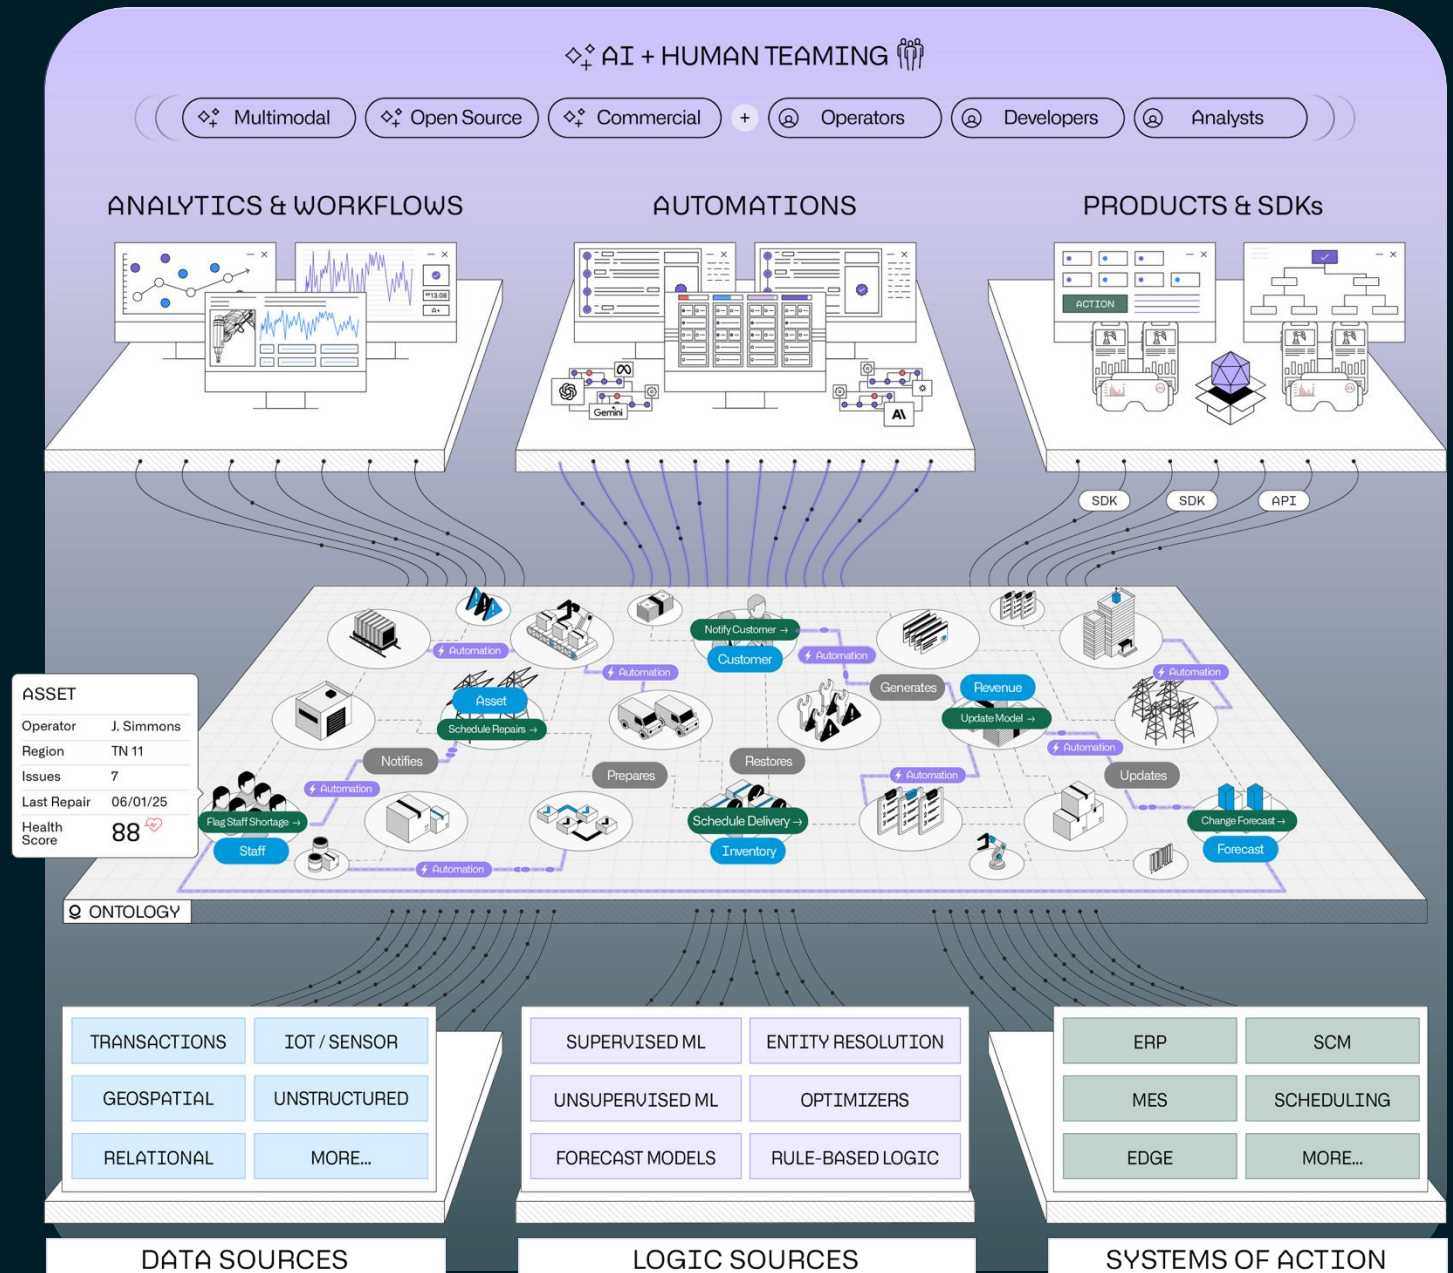 AI + HUMAN TEAMING
Multimodal
Open Source
Commercial
+
Operators
Developers
Analysts
ANALYTICS & WORKFLOWS
AUTOMATIONS
PRODUCTS & SDKs
13.08
A+
Gemini
AI
ACTION
SDK
SDK
API
Notify Customer →
Customer
Automation
Automation
Automation
Automation
Generates
Revenue
Update Model →
Asset
Schedule Repairs →
Automation
Notifies
Prepares
Restores
Automation
Updates
Automation
ASSET
Operator J. Simmons
Region TN 11
Issues 7
Last Repair 06/01/25
Health Score 88
Flag Staff Shortage →
Staff
Schedule Delivery →
Inventory
Change Forecast →
Forecast
Automation
ONTOLOGY
TRANSACTIONS
IOT / SENSOR
GEOSPATIAL
UNSTRUCTURED
RELATIONAL
MORE...
SUPERVISED ML
ENTITY RESOLUTION
UNSUPERVISED ML
OPTIMIZERS
FORECAST MODELS
RULE-BASED LOGIC
ERP
SCM
MES
SCHEDULING
EDGE
MORE...
DATA SOURCES
LOGIC SOURCES
SYSTEMS OF ACTION